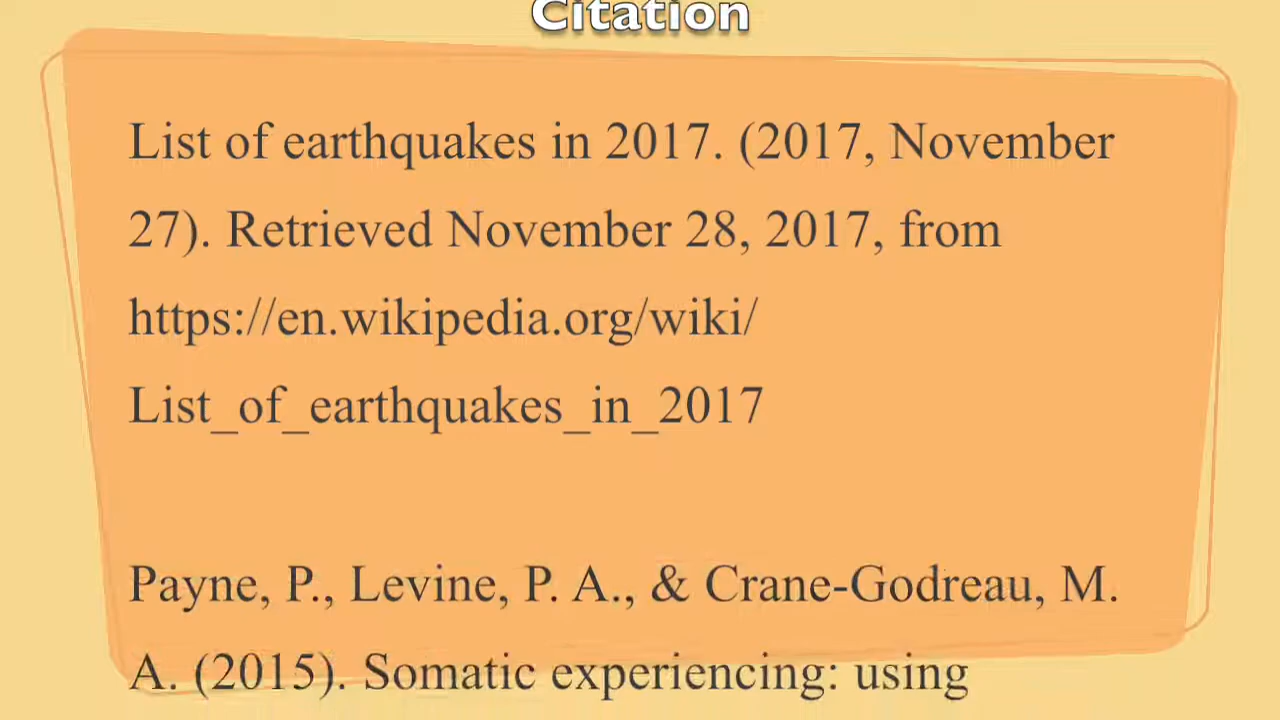 Citation
List of earthquakes in 2017. (2017, November
27). Retrieved November 28, 2017, from
https://en.wikipedia.org/wiki/
List_of_earthquakes_in_2017
Payne, P., Levine, P. A., & Crane-Godreau, M.
A. (2015). Somatic experiencing: using